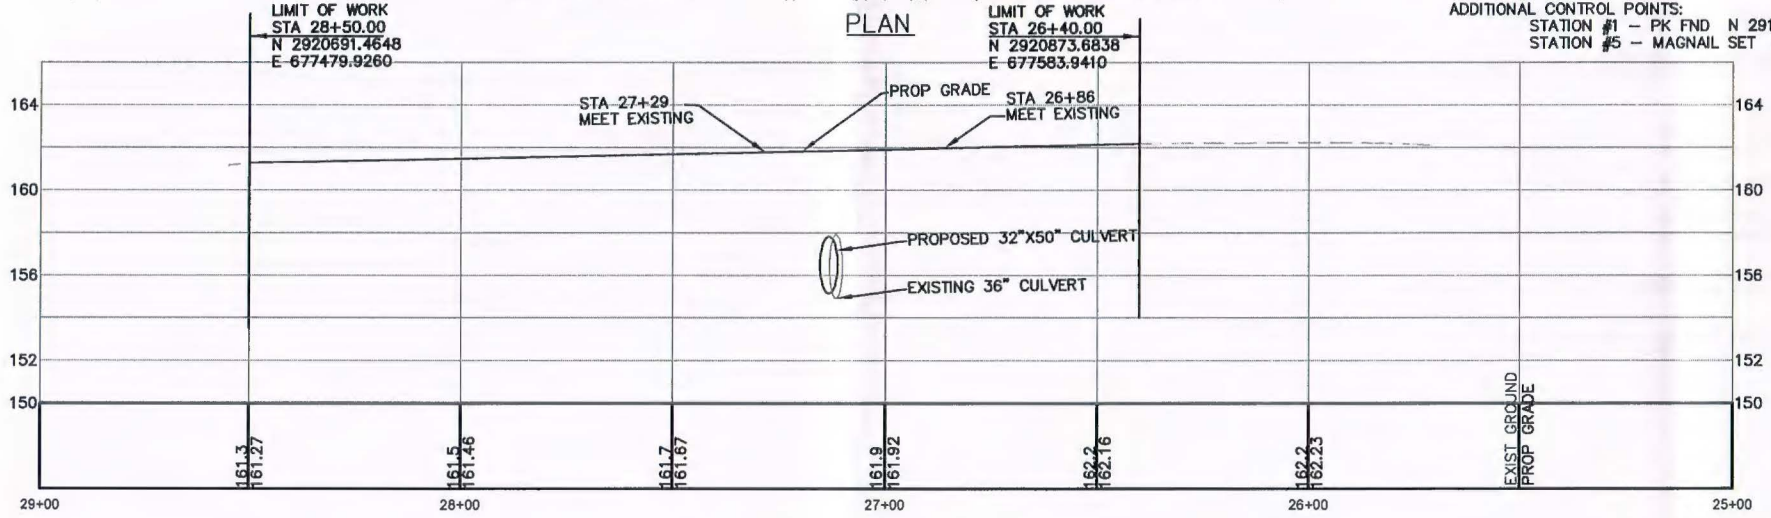 LIMIT OF WORK
STA 28+50.00
N 2920691.4648
E 677479.9260
PLAN
LIMIT OF WORK
STA 26+40.00
N 2920873.6838
E 677583.9410
ADDITIONAL CONTROL POINTS:
STATION #1 – PK FND N 291
STATION #5 – MAGNAIL SET
164
STA 27+29
MEET EXISTING
PROP GRADE
STA 26+86
MEET EXISTING
164
160
160
PROPOSED 32"X50" CULVERT
156
EXISTING 36" CULVERT
156
152
152
150
150
161.3
161.27
161.5
161.46
161.7
161.67
161.9
161.92
162.2
162.16
162.2
162.23
EXIST GROUND
PROP GRADE
29+00
28+00
27+00
26+00
25+00